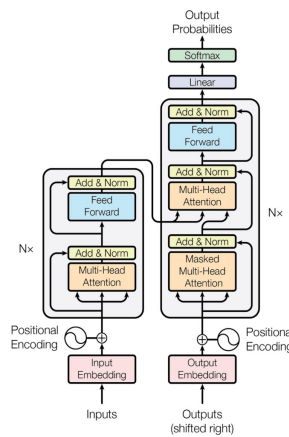 Output
Probabilities
Softmax
Linear
Add & Norm
Feed
Forward
Add & Norm
Multi-Head
Attention
Add & Norm
Masked
Multi-Head
Attention
N×
Add & Norm
Feed
Forward
N×
Add & Norm
Multi-Head
Attention
Positional
Encoding
Positional
Encoding
Input
Embedding
Output
Embedding
Inputs
Outputs
(shifted right)